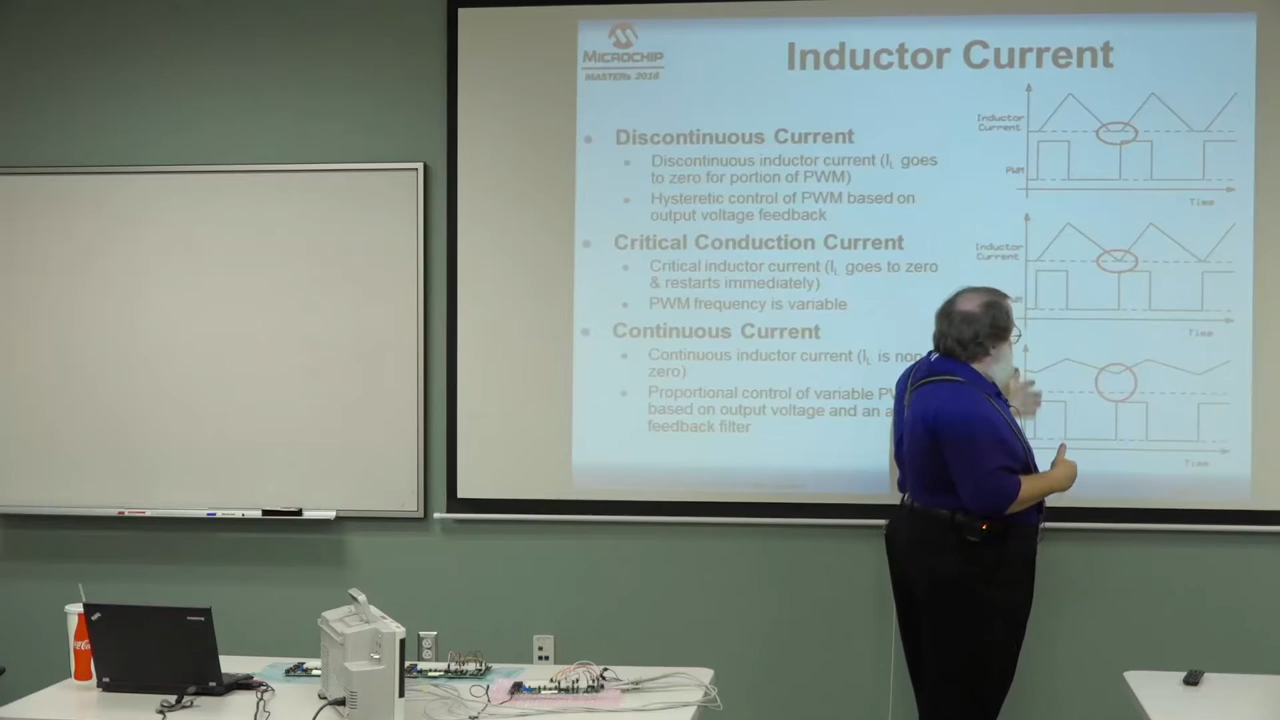 MICROCHIP
MASTERs 2016
Inductor Current
Discontinuous Current
Discontinuous inductor current (IL goes
to zero for portion of PWM)
Hysteretic control of PWM based on
output voltage feedback
Critical Conduction Current
Critical inductor current (IL goes to zero
& restarts immediately)
PWM frequency is variable
Continuous Current
Continuous inductor current (IL is non
zero)
Proportional control of variable
based on output voltage and an
feedback filter
Inductor
Current
PWM
Time
Inductor
Current
Time
Time
Coca-Cola